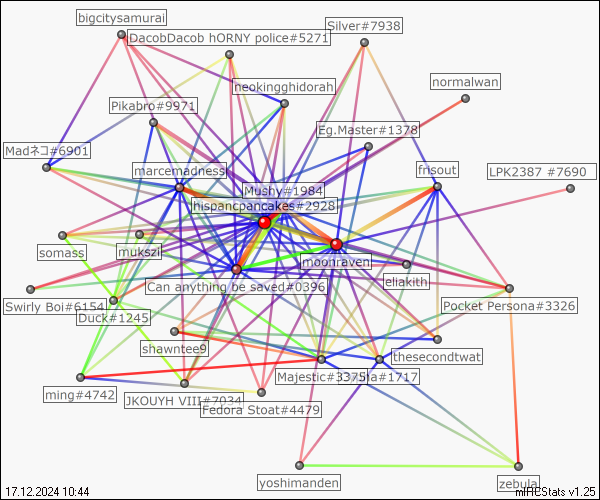 bigcitysamurai
DacobDacob hORNY police#5271
Silver#7938
normalwan
neokingghidorah
Pikabro#9971
Eg.Master#1378
Madネコ#6901
marcemadness
frisout
LPK2387 #7690
Mushy#1984
hispancpancakes#2928
somass
mukszi
moonraven
Can anything be saved#0396
eliakith
Swirly Boi#6154
Duck#1245
Pocket Persona#3326
shawntee9
thesecondtwat
Majestic#3375
#1717
ming#4742
JKOUYH VIII#7034
Fedora Stoat#4479
yoshimanden
zebula
17.12.2024 10:44
mIRCStats v1.25